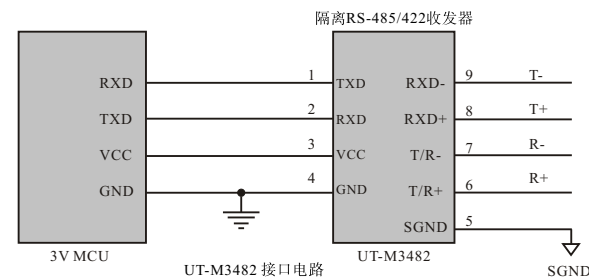 隔离RS-485/422收发器
RXD 1 TXD RXD- 9 T-
TXD 2 RXD RXD+ 8 T+
VCC 3 VCC T/R- 7 R-
GND 4 GND T/R+ 6 R+
SGND 5
3V MCU UT-M3482 SGND
UT-M3482 接口电路